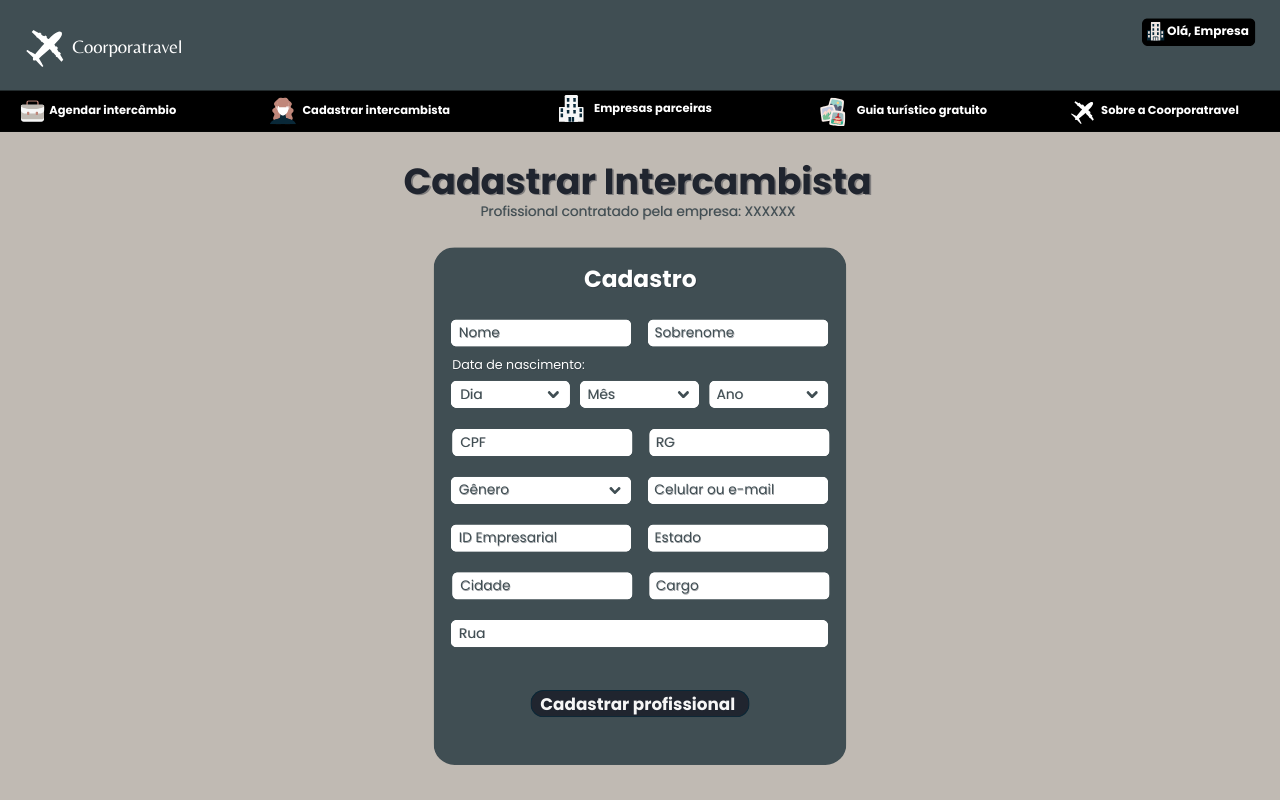 Coorporatravel
Olá, Empresa
Agendar intercâmbio
Cadastrar intercambista
Empresas parceiras
Guia turístico gratuito
Sobre a Coorporatravel
Cadastrar Intercambista
Profissional contratado pela empresa: XXXXXX
Cadastro
Nome
Sobrenome
Data de nascimento:
Dia
Mês
Ano
CPF
RG
Gênero
Celular ou e-mail
ID Empresarial
Estado
Cidade
Cargo
Rua
Cadastrar profissional